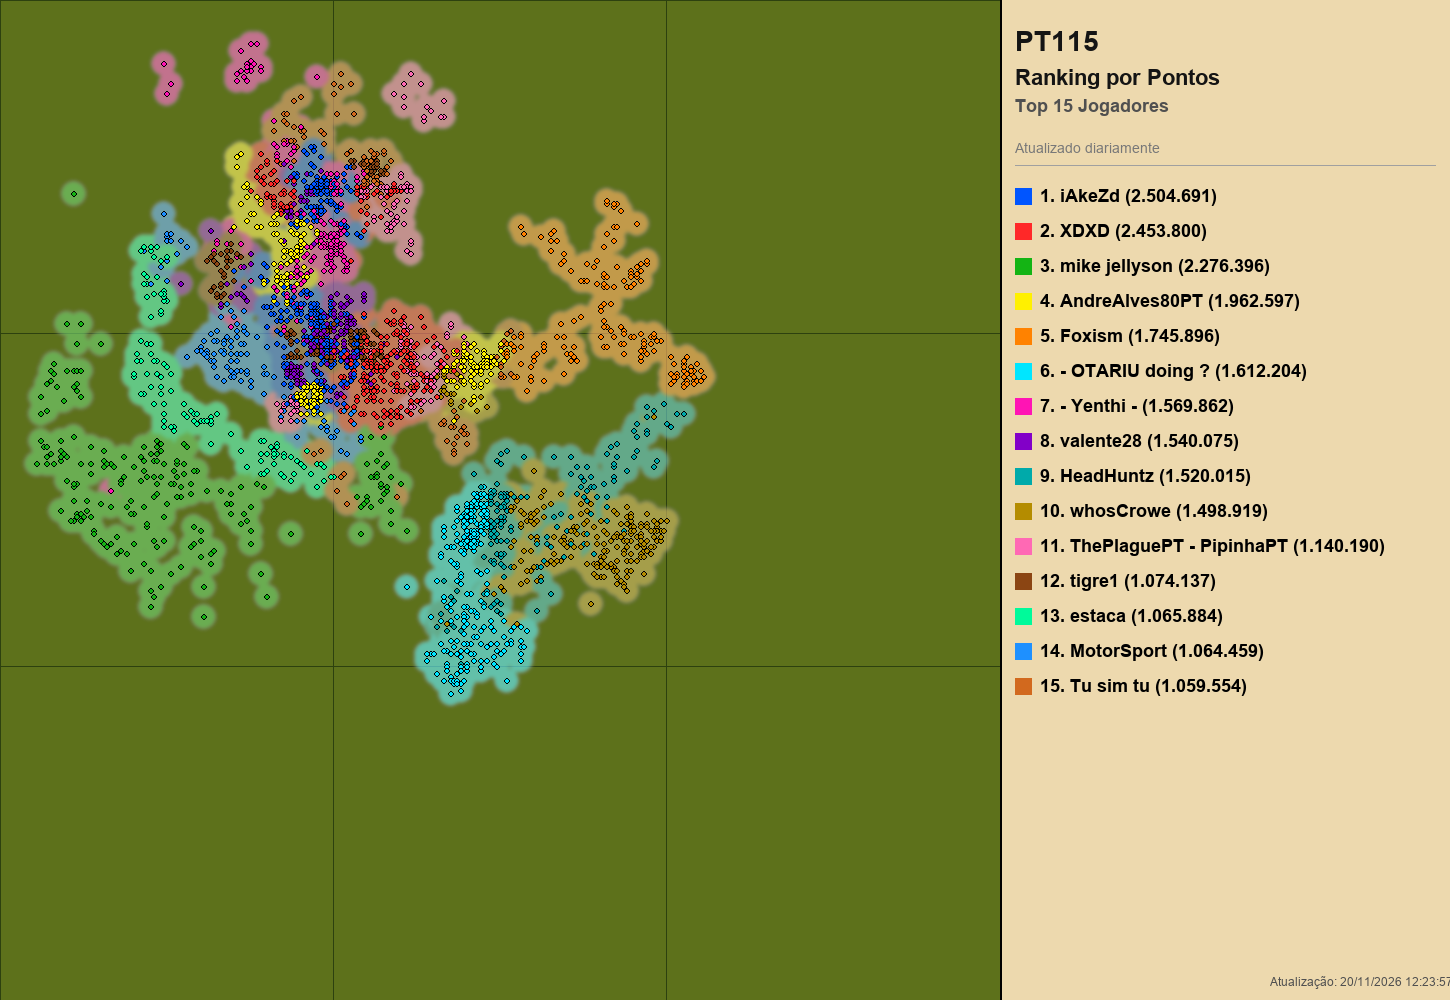 PT115
Ranking por Pontos
Top 15 Jogadores
Atualizado diariamente
1. iAkeZd (2.504.691)
2. XDXD (2.453.800)
3. mike jellyson (2.276.396)
4. AndreAlves80PT (1.962.597)
5. Foxism (1.745.896)
6. - OTARIU doing ? (1.612.204)
7. - Yenthi - (1.569.862)
8. valente28 (1.540.075)
9. HeadHuntz (1.520.015)
10. whosCrowe (1.498.919)
11. ThePlaguePT - PipinhaPT (1.140.190)
12. tigre1 (1.074.137)
13. estaca (1.065.884)
14. MotorSport (1.064.459)
15. Tu sim tu (1.059.554)
Atualização: 20/11/2026 12:23:57